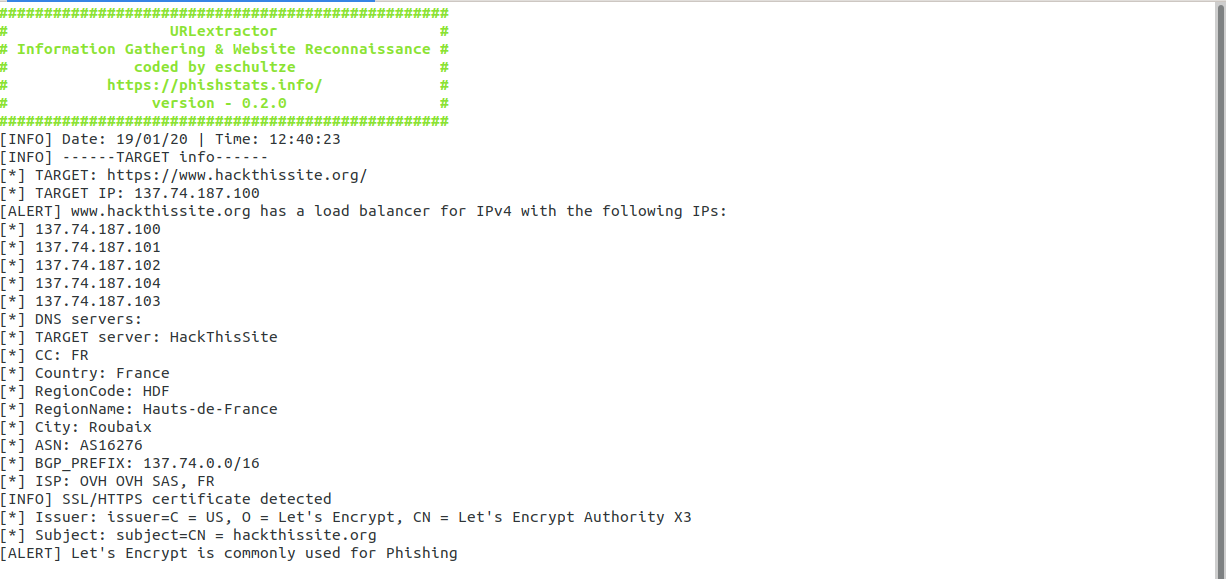 ##################################################
# URLextractor #
# Information Gathering & Website Reconnaissance #
# coded by eschultze #
# https://phishstats.info/ #
# version - 0.2.0 #
##################################################
[INFO] Date: 19/01/20 | Time: 12:40:23
[INFO] ------TARGET info------
[*] TARGET: https://www.hackthissite.org/
[*] TARGET IP: 137.74.187.100
[ALERT] www.hackthissite.org has a load balancer for IPv4 with the following IPs:
[*] 137.74.187.100
[*] 137.74.187.101
[*] 137.74.187.102
[*] 137.74.187.104
[*] 137.74.187.103
[*] DNS servers:
[*] TARGET server: HackThisSite
[*] CC: FR
[*] Country: France
[*] RegionCode: HDF
[*] RegionName: Hauts-de-France
[*] City: Roubaix
[*] ASN: AS16276
[*] BGP_PREFIX: 137.74.0.0/16
[*] ISP: OVH OVH SAS, FR
[INFO] SSL/HTTPS certificate detected
[*] Issuer: issuer=C = US, O = Let's Encrypt, CN = Let's Encrypt Authority X3
[*] Subject: subject=CN = hackthissite.org
[ALERT] Let's Encrypt is commonly used for Phishing